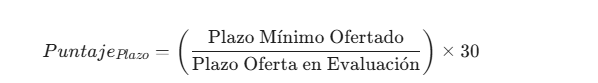 Puntaje_Plazo = (Plazo Mínimo Ofertado / Plazo Oferta en Evaluación) × 30